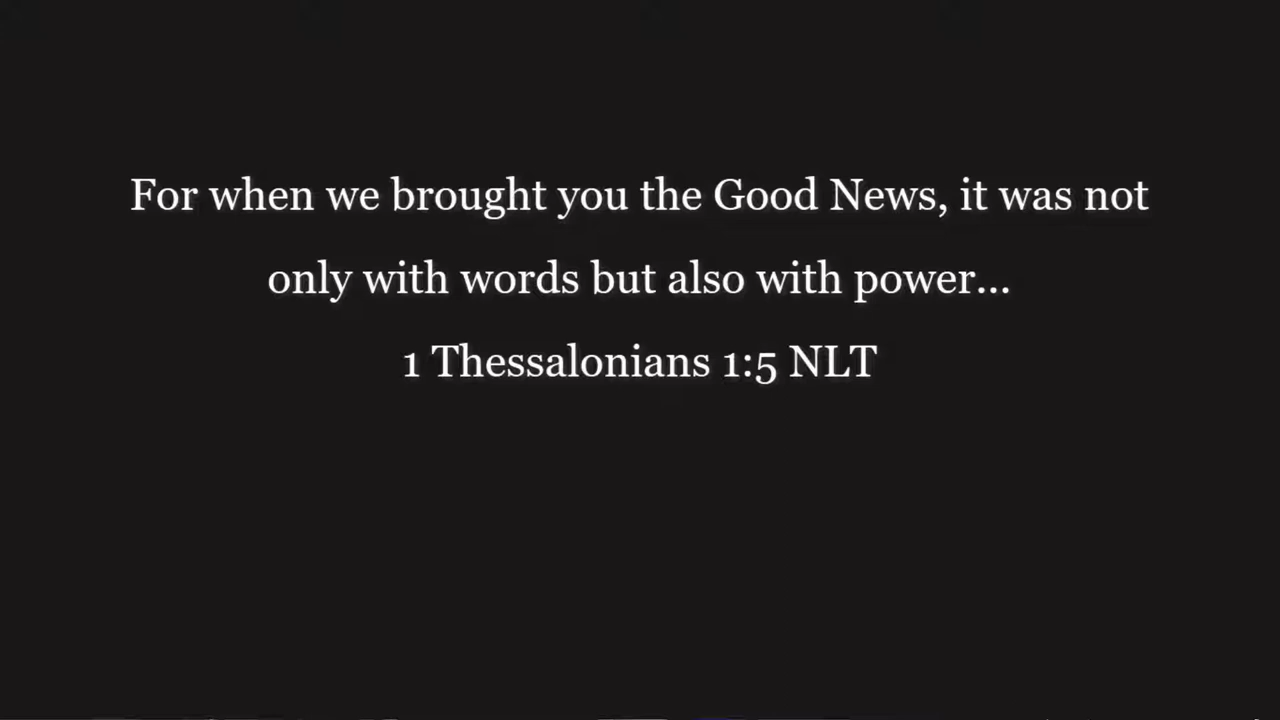 For when we brought you the Good News, it was not
only with words but also with power...
1 Thessalonians 1:5 NLT